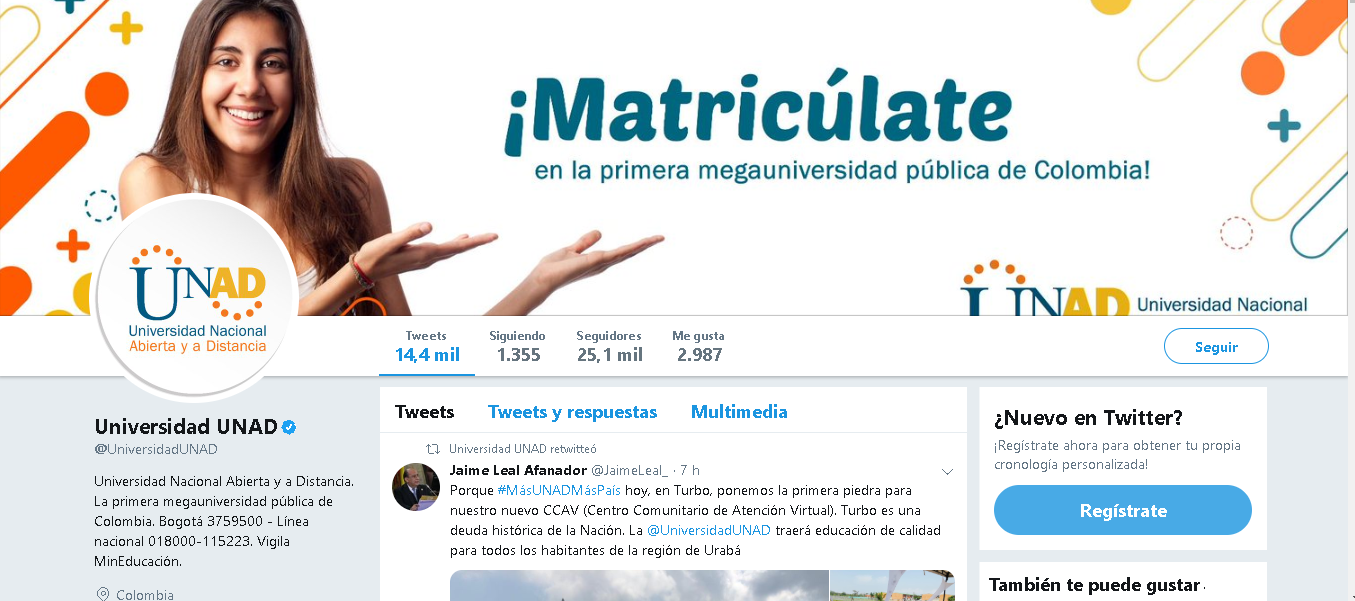 ¡Matricúlate
en la primera megauniversidad pública de Colombia!
UNAD
Universidad Nacional
Abierta y a Distancia
UNAD Universidad Nacional
Tweets
14,4 mil
Siguiendo
1.355
Seguidores
25,1 mil
Me gusta
2.987
Seguir
Universidad UNAD
@UniversidadUNAD
Universidad Nacional Abierta y a Distancia.
La primera megauniversidad pública de
Colombia. Bogotá 3759500 - Línea
nacional 018000-115223. Vigila
MinEducación.
Colombia
Tweets Tweets y respuestas Multimedia
Universidad UNAD retwitteó
Jaime Leal Afanador @JaimeLeal_ · 7 h
Porque #MásUNADMásPaís hoy, en Turbo, ponemos la primera piedra para
nuestro nuevo CCAV (Centro Comunitario de Atención Virtual). Turbo es una
deuda histórica de la Nación. La @UniversidadUNAD traerá educación de calidad
para todos los habitantes de la región de Urabá
¿Nuevo en Twitter?
¡Regístrate ahora para obtener tu propia
cronología personalizada!
Regístrate
También te puede gustar ·